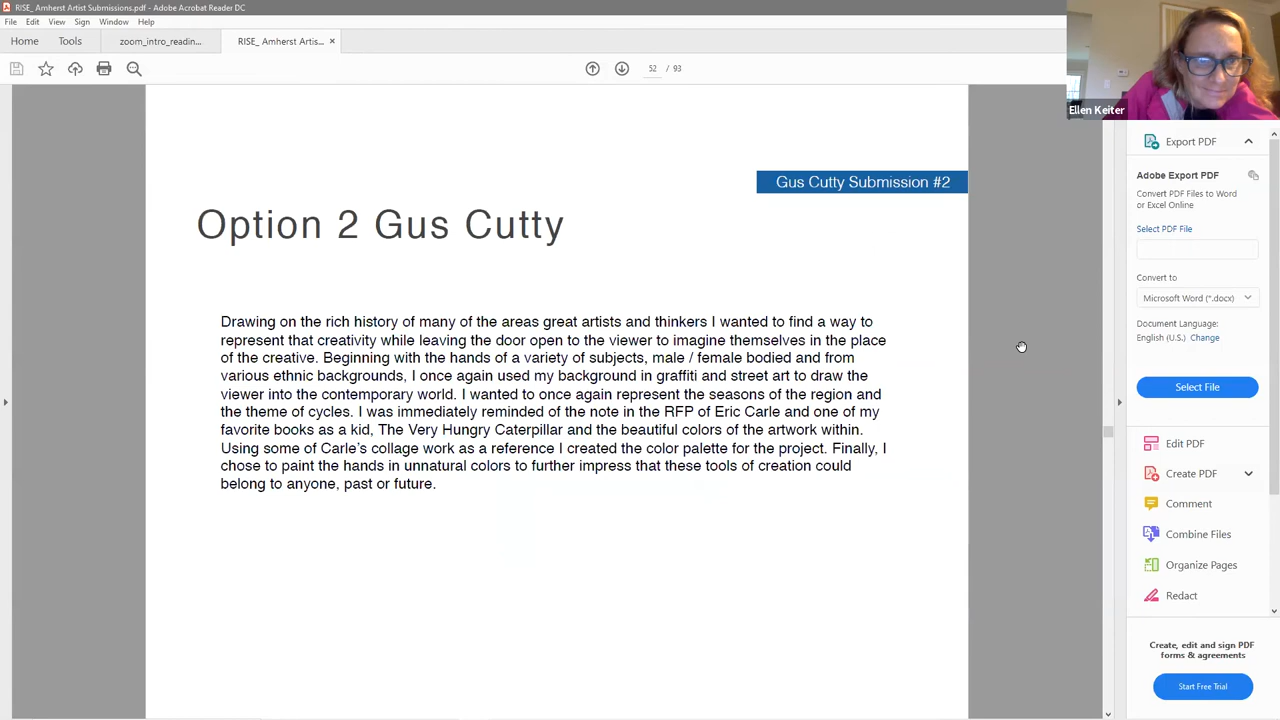 RISE_ Amherst Artist Submissions.pdf - Adobe Acrobat Reader DC
File Edit View Sign Window Help
Home Tools zoom_intro_readin... RISE_ Amherst Artis... ×
52 / 93
Ellen Keiter
Gus Cutty Submission #2
Option 2 Gus Cutty
Drawing on the rich history of many of the areas great artists and thinkers I wanted to find a way to
represent that creativity while leaving the door open to the viewer to imagine themselves in the place
of the creative. Beginning with the hands of a variety of subjects, male / female bodied and from
various ethnic backgrounds, I once again used my background in graffiti and street art to draw the
viewer into the contemporary world. I wanted to once again represent the seasons of the region and
the theme of cycles. I was immediately reminded of the note in the RFP of Eric Carle and one of my
favorite books as a kid, The Very Hungry Caterpillar and the beautiful colors of the artwork within.
Using some of Carle's collage work as a reference I created the color palette for the project. Finally, I
chose to paint the hands in unnatural colors to further impress that these tools of creation could
belong to anyone, past or future.
Export PDF
Adobe Export PDF
Convert PDF Files to Word
or Excel Online
Select PDF File
Convert to
Microsoft Word (*.docx)
Document Language:
English (U.S.) Change
Select File
Edit PDF
Create PDF
Comment
Combine Files
Organize Pages
Redact
Create, edit and sign PDF
forms & agreements
Start Free Trial